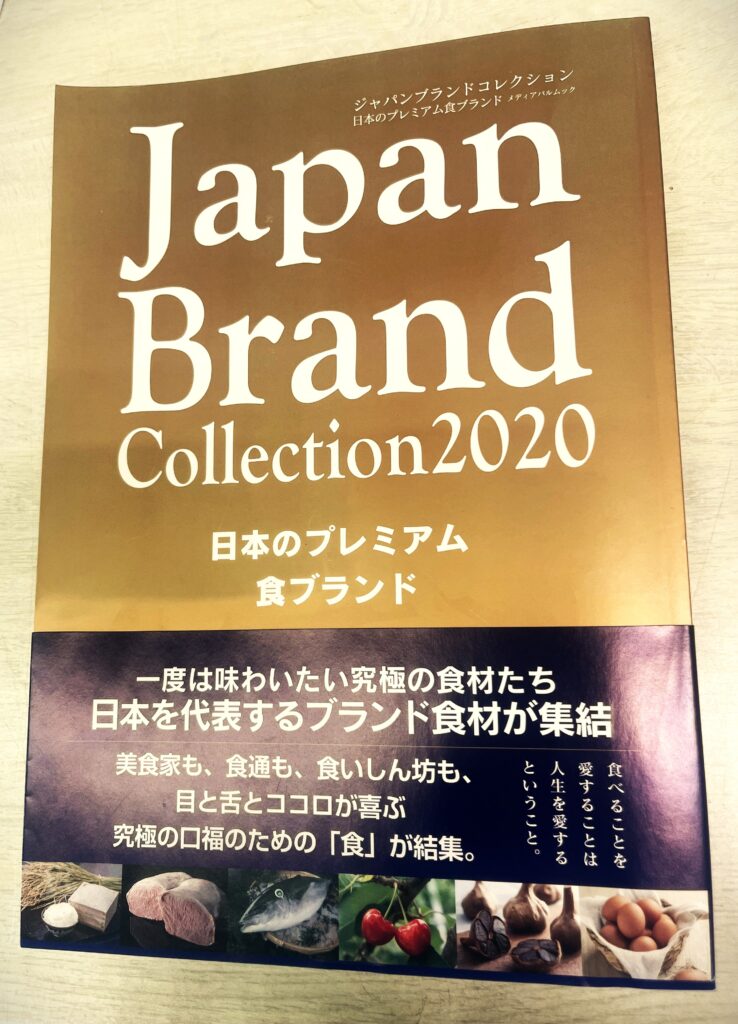 ジャパンブランドコレクション
日本のプレミアム食ブランド メディアパルムック
Japan
Brand
Collection2020
日本のプレミアム
食ブランド
一度は味わいたい究極の食材たち
日本を代表するブランド食材が集結
美食家も、食通も、食いしん坊も、
目と舌とココロが喜ぶ
究極の口福のための「食」が結集。
食べることを
愛することは
人生を愛する
ということ。